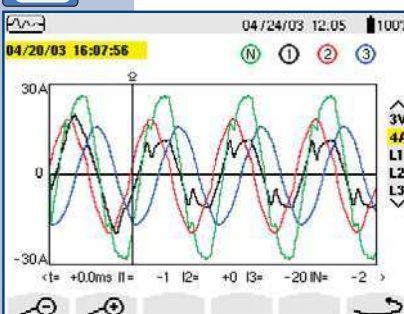 04/24/03 12:05 100%
04/20/03 16:07:56 N 1 2 3
30A
3V
4A
0
L1
L2
L3
-30A
<t= +0.0ms I1= -1 I2= +0 I3= -20 IN= -2 >